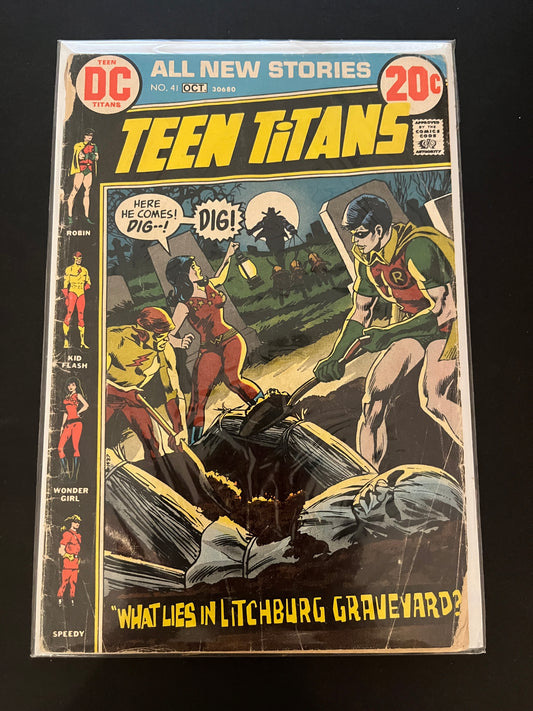 TEEN
DC
TITANS
ALL NEW STORIES
NO. 41 OCT. 30680
20¢
APPROVED
BY THE
COMICS
CODE
AUTHORITY
TEEN TITANS
HERE
HE COMES!
DIG--!
DIG!
R
ROBIN
KID
FLASH
WONDER
GIRL
SPEEDY
"WHAT LIES IN LITCHBURG GRAVEYARD?